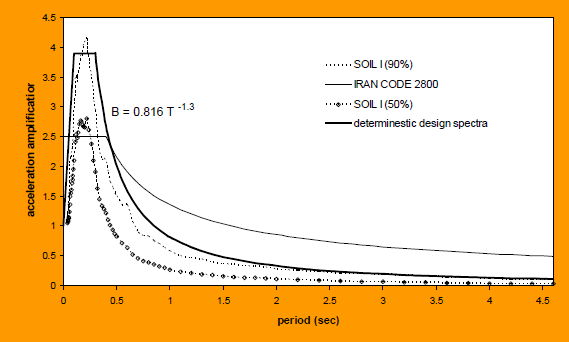 4.5
4
3.5
3
2.5
2
1.5
1
0.5
0
acceleration amplificatior
B = 0.816 T -1.3
SOIL I (90%)
IRAN CODE 2800
SOIL I (50%)
determinestic design spectra
0 0.5 1 1.5 2 2.5 3 3.5 4 4.5
period (sec)